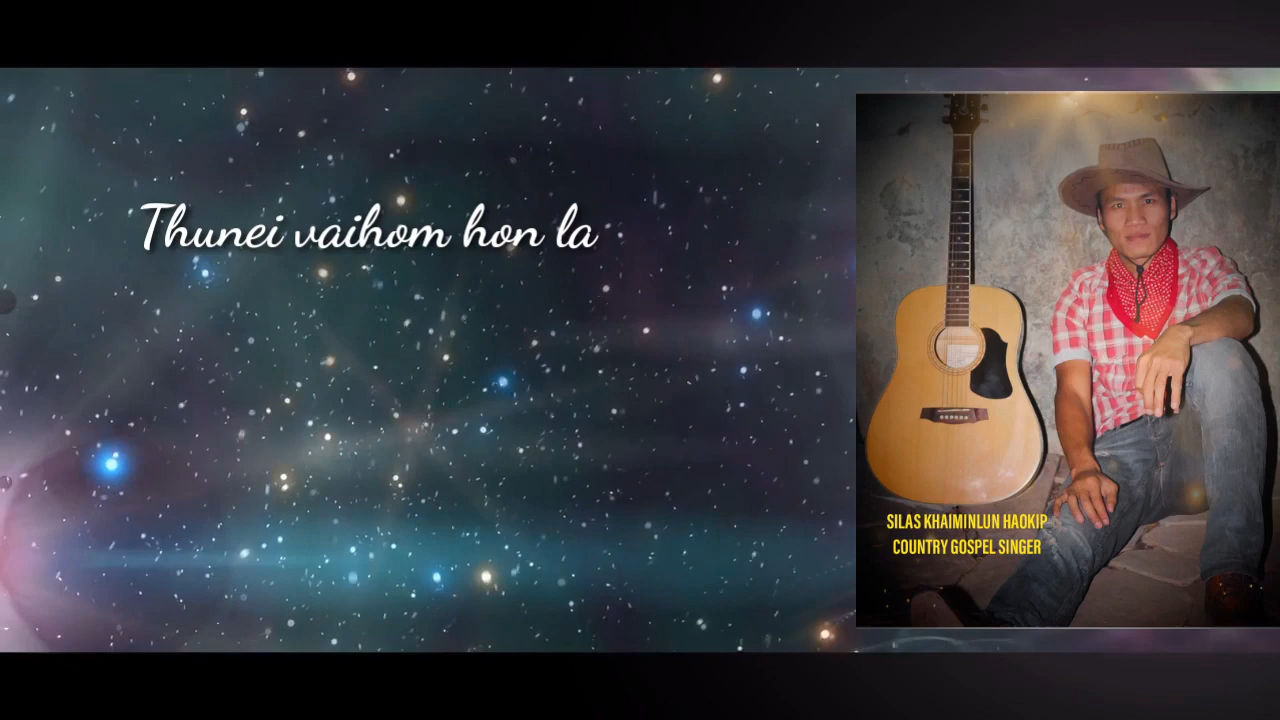 Thunei vaihom hon la
SILAS KHAIMINLUN HAOKIP
COUNTRY GOSPEL SINGER